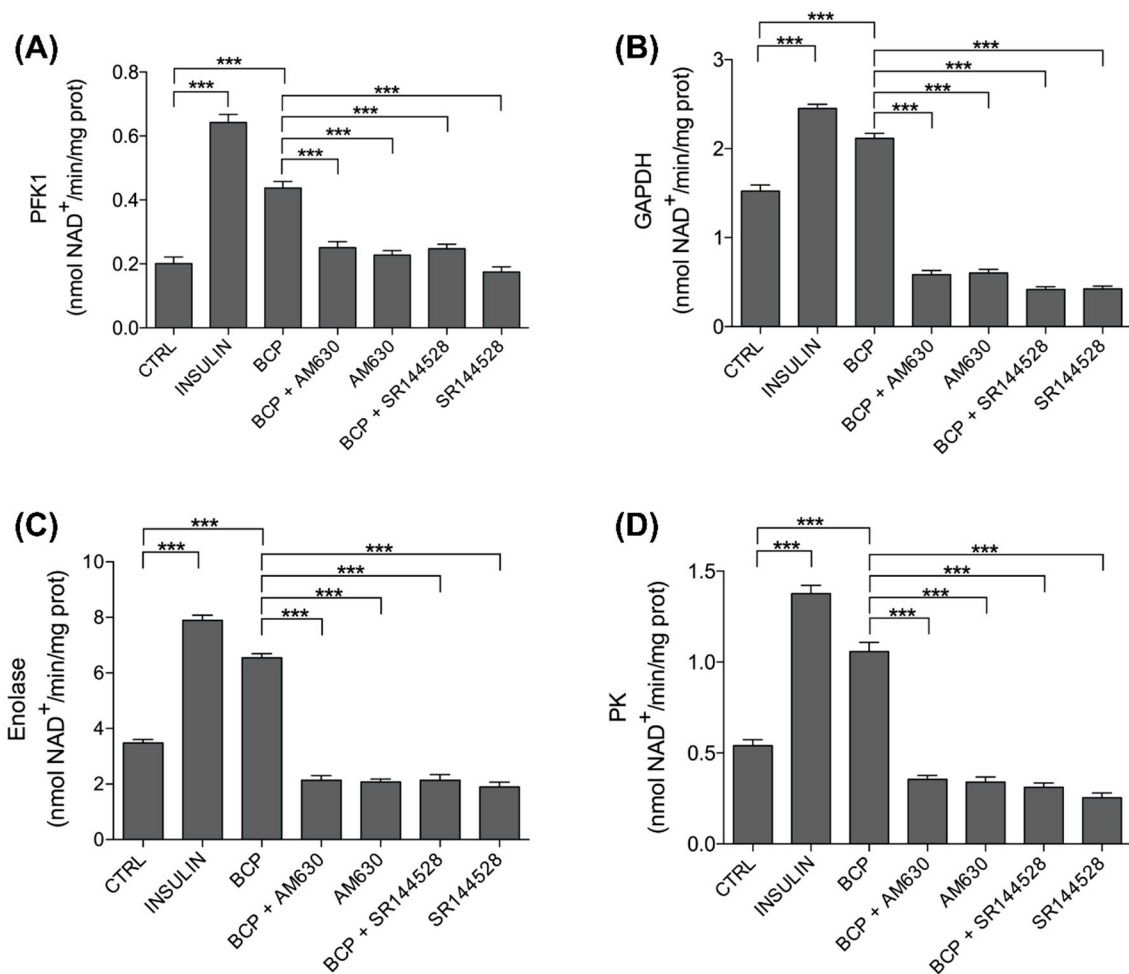 (A)
PFK1
(nmol NAD+/min/mg prot)
0.8
0.6
0.4
0.2
0.0
***
***
***
***
***
***
CTRL
INSULIN
BCP
BCP + AM630
AM630
BCP + SR144528
SR144528
(B)
GAPDH
(nmol NAD+/min/mg prot)
3
2
1
0
***
***
***
***
***
***
CTRL
INSULIN
BCP
BCP + AM630
AM630
BCP + SR144528
SR144528
(C)
Enolase
(nmol NAD+/min/mg prot)
10
8
6
4
2
0
***
***
***
***
***
***
CTRL
INSULIN
BCP
BCP + AM630
AM630
BCP + SR144528
SR144528
(D)
PK
(nmol NAD+/min/mg prot)
1.5
1.0
0.5
0.0
***
***
***
***
***
***
CTRL
INSULIN
BCP
BCP + AM630
AM630
BCP + SR144528
SR144528